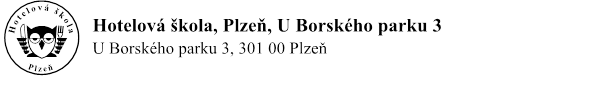 Hotelová škola
Plzeň
Hotelová škola, Plzeň, U Borského parku 3
U Borského parku 3, 301 00 Plzeň